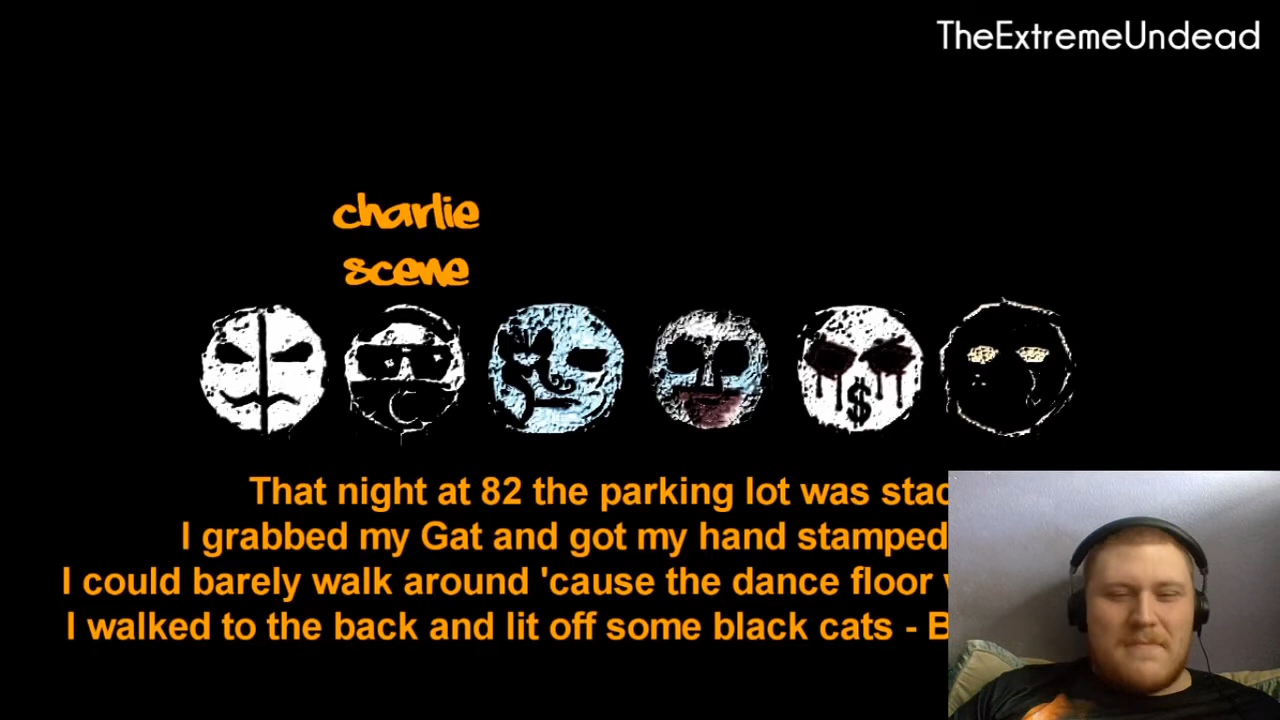 TheExtremeUndead
charlie
scene
That night at 82 the parking lot was
I grabbed my Gat and got my hand stamped
I could barely walk around 'cause the dance floor
I walked to the back and lit off some black cats -